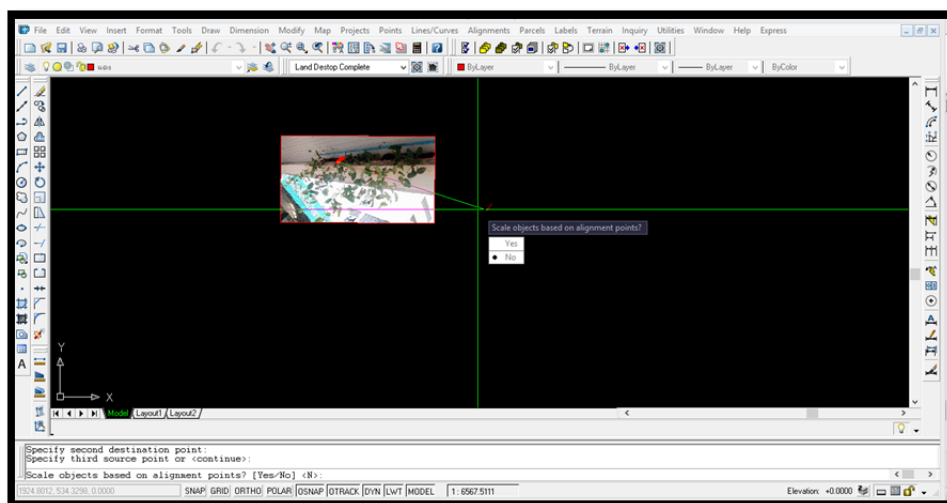 File Edit View Insert Format Tools Draw Dimension Modify Map Projects Points Lines/Curves Alignments Parcels Labels Terrain Inquiry Utilities Window Help Express
Land Destop Complete ByLayer ByLayer ByLayer ByColor
Scale objects based on alignment points?
Yes
No
Y
X
Model Layout1 Layout2
Specify second destination point:
Specify third source point or <continue>:
Scale objects based on alignment points? [Yes/No] <N>:
1924.8012, 534.3298, 0.0000 SNAP GRID ORTHO POLAR OSNAP OTRACK DYN LWT MODEL 1: 6567.5111 Elevation: +0.0000